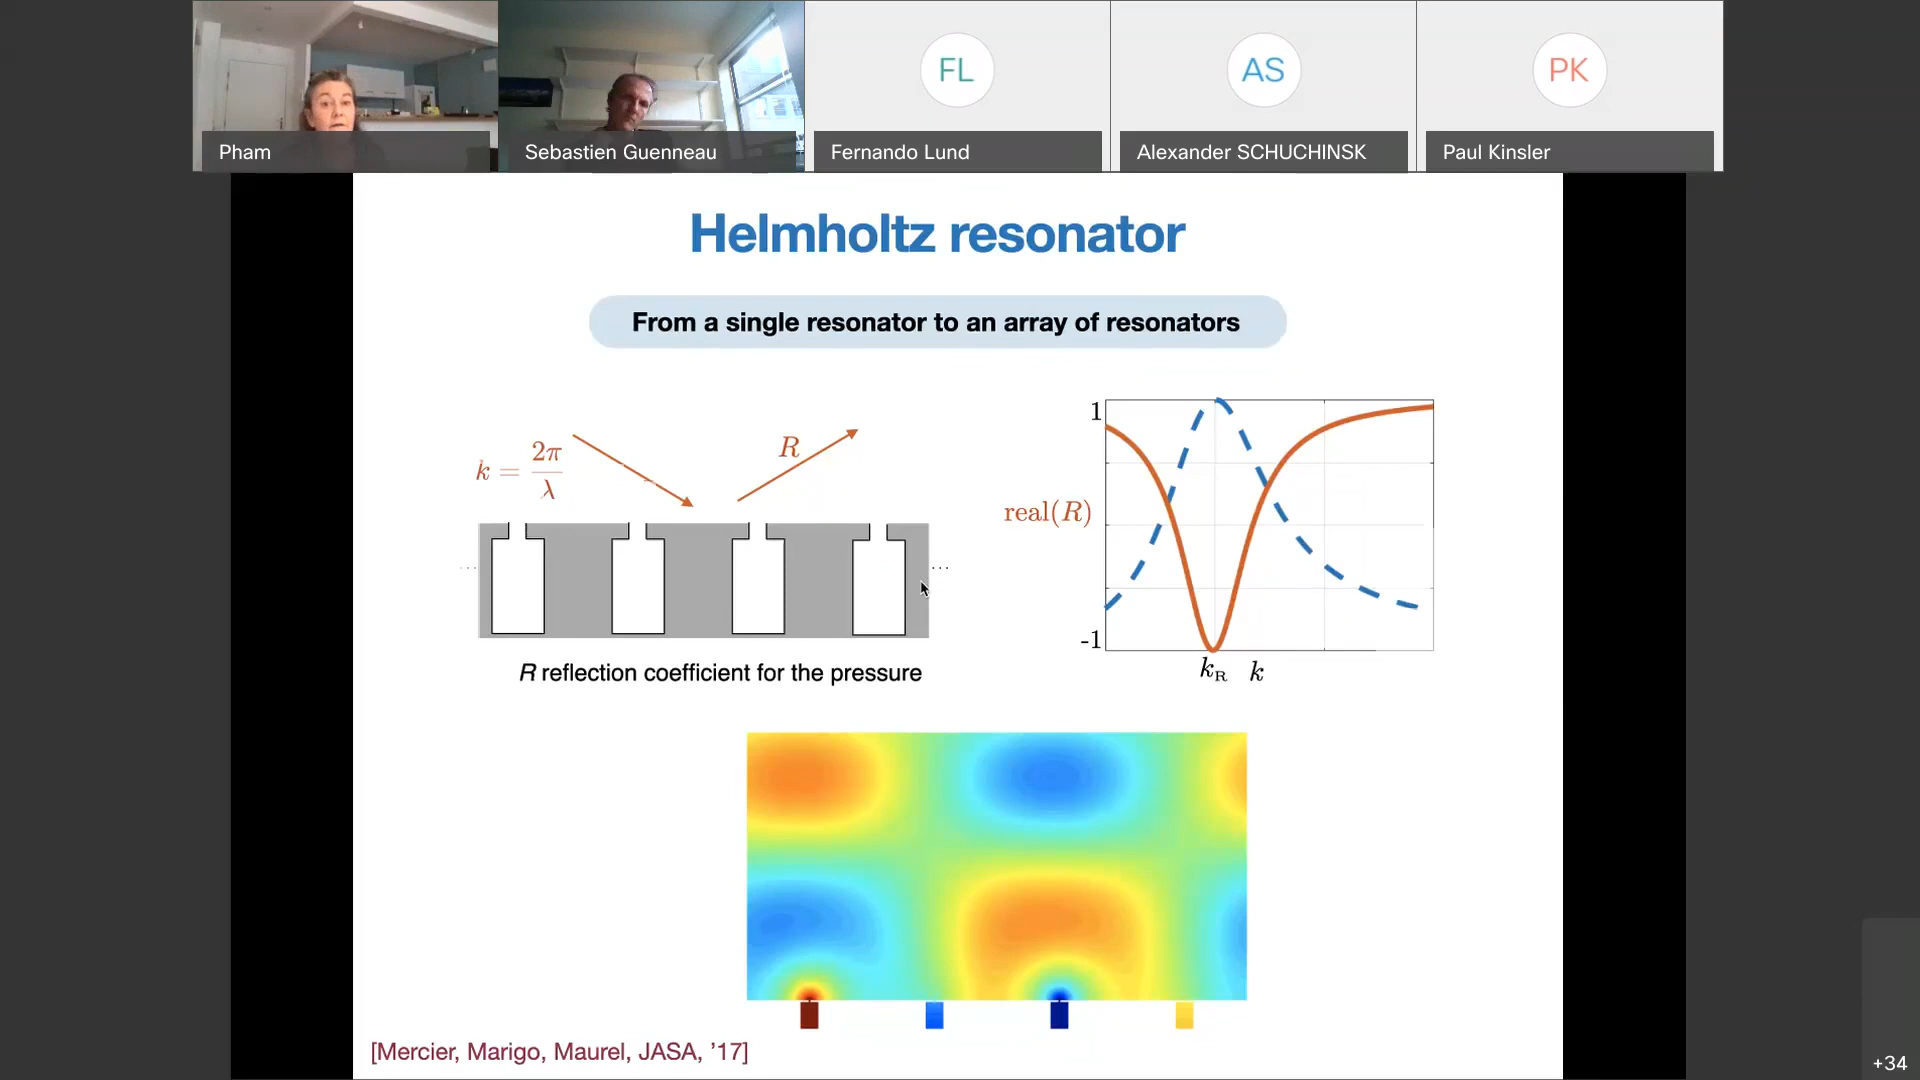 Pham
Sebastien Guenneau
FL
Fernando Lund
AS
Alexander SCHUCHINSK
PK
Paul Kinsler
Helmholtz resonator
From a single resonator to an array of resonators
k = 2π/λ
R
... ...
R reflection coefficient for the pressure
1
real(R)
-1
k_R k
[Mercier, Marigo, Maurel, JASA, ’17]
+34